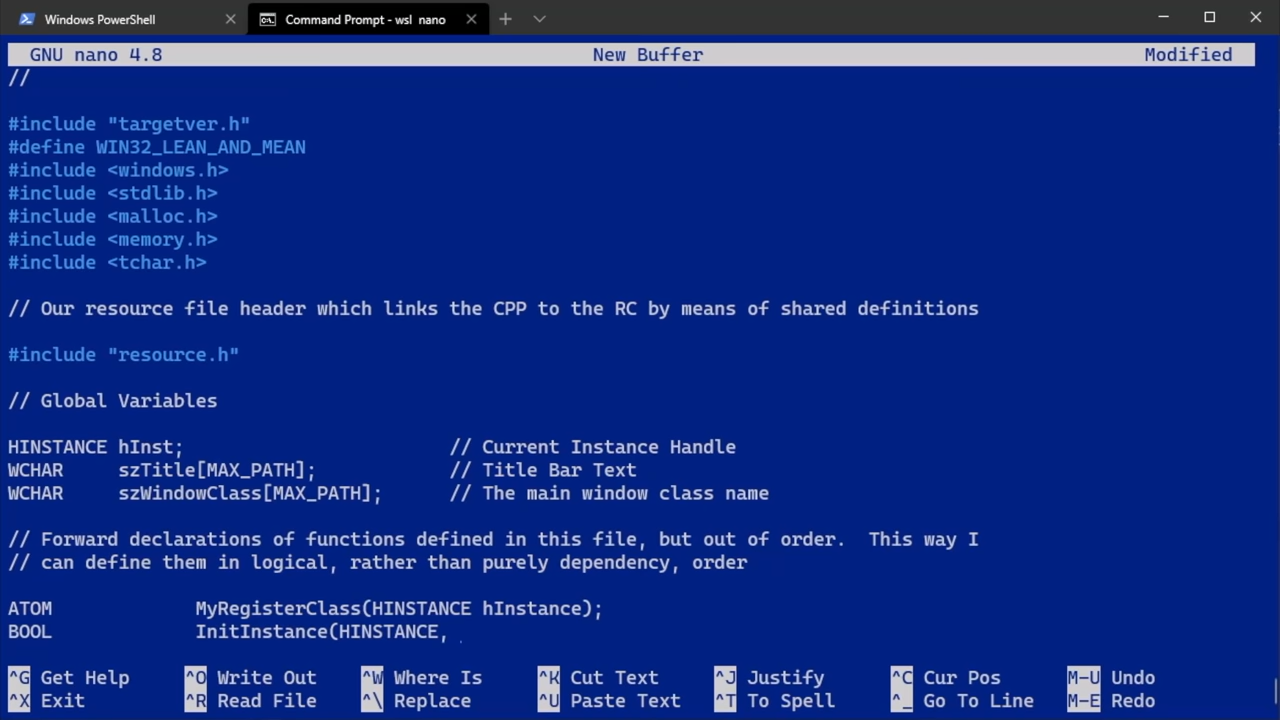 Windows PowerShell
Command Prompt - wsl nano
GNU nano 4.8 New Buffer Modified
//
#include "targetver.h"
#define WIN32_LEAN_AND_MEAN
#include <windows.h>
#include <stdlib.h>
#include <malloc.h>
#include <memory.h>
#include <tchar.h>
// Our resource file header which links the CPP to the RC by means of shared definitions
#include "resource.h"
// Global Variables
HINSTANCE hInst; // Current Instance Handle
WCHAR szTitle[MAX_PATH]; // Title Bar Text
WCHAR szWindowClass[MAX_PATH]; // The main window class name
// Forward declarations of functions defined in this file, but out of order.  This way I
// can define them in logical, rather than purely dependency, order
ATOM MyRegisterClass(HINSTANCE hInstance);
BOOL InitInstance(HINSTANCE,
^G Get Help ^O Write Out ^W Where Is ^K Cut Text ^J Justify ^C Cur Pos M-U Undo
^X Exit ^R Read File ^\ Replace ^U Paste Text ^T To Spell ^_ Go To Line M-E Redo